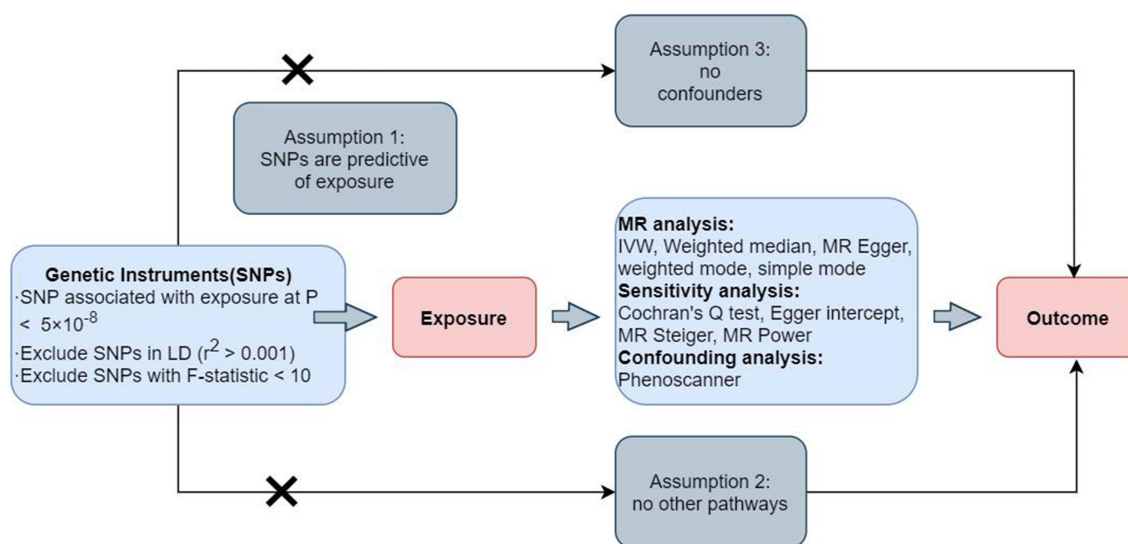 Assumption 3:
no
confounders
Assumption 1:
SNPs are predictive
of exposure
Genetic Instruments(SNPs)
·SNP associated with exposure at P
< 5×10⁻⁸
·Exclude SNPs in LD (r² > 0.001)
·Exclude SNPs with F-statistic < 10
Exposure
MR analysis:
IVW, Weighted median, MR Egger,
weighted mode, simple mode
Sensitivity analysis:
Cochran's Q test, Egger intercept,
MR Steiger, MR Power
Confounding analysis:
Phenoscanner
Outcome
Assumption 2:
no other pathways